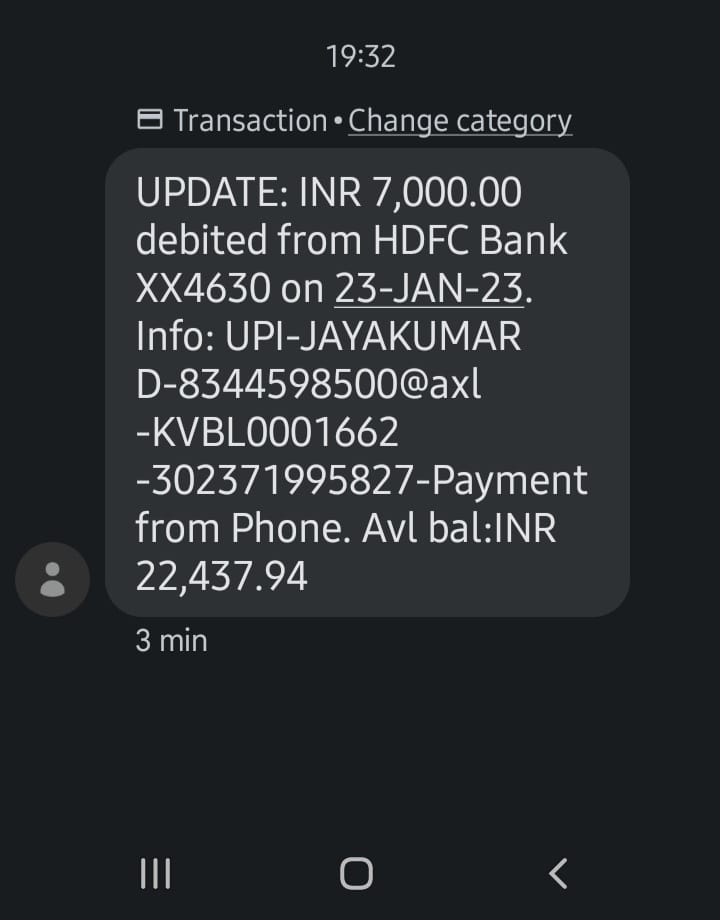 19:32
Transaction • Change category
UPDATE: INR 7,000.00
debited from HDFC Bank
XX4630 on 23-JAN-23.
Info: UPI-JAYAKUMAR
D-8344598500@axl
-KVBL0001662
-302371995827-Payment
from Phone. Avl bal:INR
22,437.94
3 min